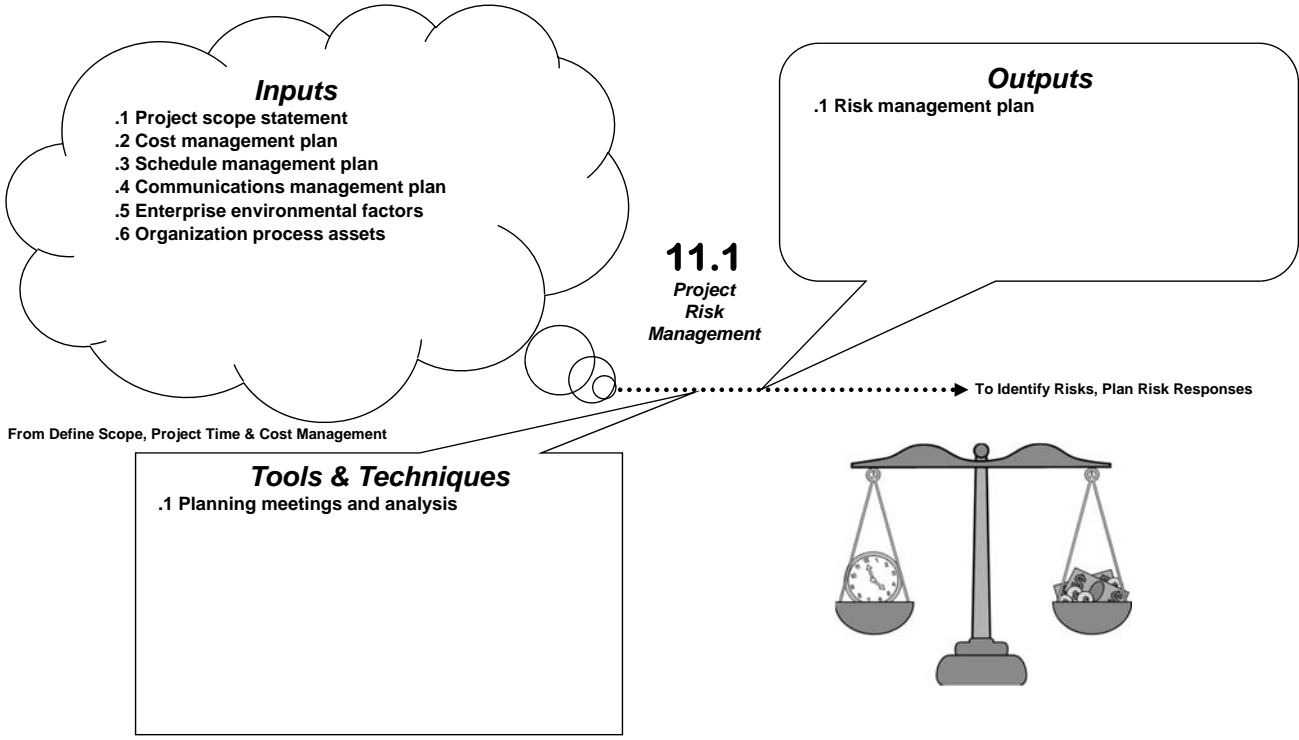 Inputs
.1 Project scope statement
.2 Cost management plan
.3 Schedule management plan
.4 Communications management plan
.5 Enterprise environmental factors
.6 Organization process assets
Outputs
.1 Risk management plan
11.1
Project
Risk
Management
To Identify Risks, Plan Risk Responses
From Define Scope, Project Time & Cost Management
Tools & Techniques
.1 Planning meetings and analysis